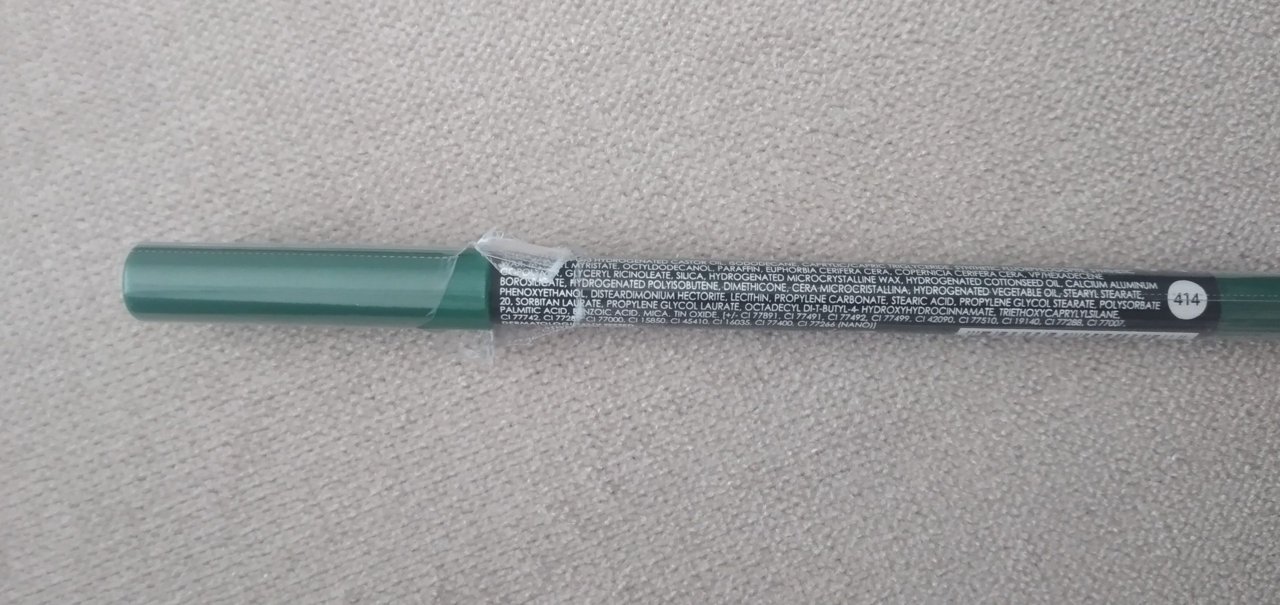 HYDROGENATED CASTOR OIL, ISODODECANE,
MYRISTATE, OCTYLDODECANOL, PARAFFIN, EUPHORBIA CERIFERA CERA, COPERNICIA CERIFERA CERA, VP/HEXADECENE
GLYCERYL RICINOLEATE, SILICA, HYDROGENATED MICROCRYSTALLINE WAX, HYDROGENATED COTTONSEED OIL, CALCIUM ALUMINUM
BOROSILICATE, HYDROGENATED POLYISOBUTENE, DIMETHICONE, CERA MICROCRISTALLINA, HYDROGENATED VEGETABLE OIL, STEARYL STEARATE,
PHENOXYETHANOL, DISTEARDIMONIUM HECTORITE, LECITHIN, PROPYLENE CARBONATE, STEARIC ACID, PROPYLENE GLYCOL STEARATE, POLYSORBATE
20, SORBITAN LAURATE, PROPYLENE GLYCOL LAURATE, OCTADECYL DI-T-BUTYL-4- HYDROXYHYDROCINNAMATE, TRIETHOXYCAPRYLYLSILANE,
PALMITIC ACID, BENZOIC ACID, MICA, TIN OXIDE, [+/- CI 77891, CI 77491, CI 77492, CI 77499, CI 42090, CI 77510, CI 19140, CI 77288, CI 77007,
CI 77742, CI 77000, CI 15850, CI 45410, CI 16035, CI 77400, CI 77266 (NANO)]
414